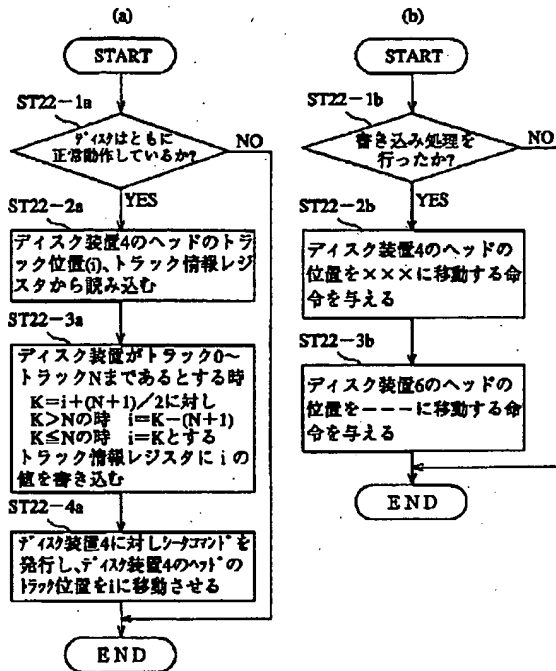 (a)
START
ST22-1a
ディスクはともに
正常動作しているか?
NO
YES
ST22-2a
ディスク装置4のヘッドのトラ
ック位置(i)、トラック情報レジ
スタから読み込む
ST22-3a
ディスク装置がトラック0〜
トラックNまであるとする時
K=i+(N+1)/2に対し
K>Nの時 i=K-(N+1)
K≦Nの時 i=Kとする
トラック情報レジスタにiの
値を書き込む
ST22-4a
ディスク装置4に対しシータコマンドを
発行し、ディスク装置4のヘッドの
トラック位置をiに移動させる
END
(b)
START
ST22-1b
書き込み処理を
行ったか?
NO
YES
ST22-2b
ディスク装置4のヘッドの
位置を×××に移動する命
令を与える
ST22-3b
ディスク装置6のヘッドの
位置を---に移動する命
令を与える
END